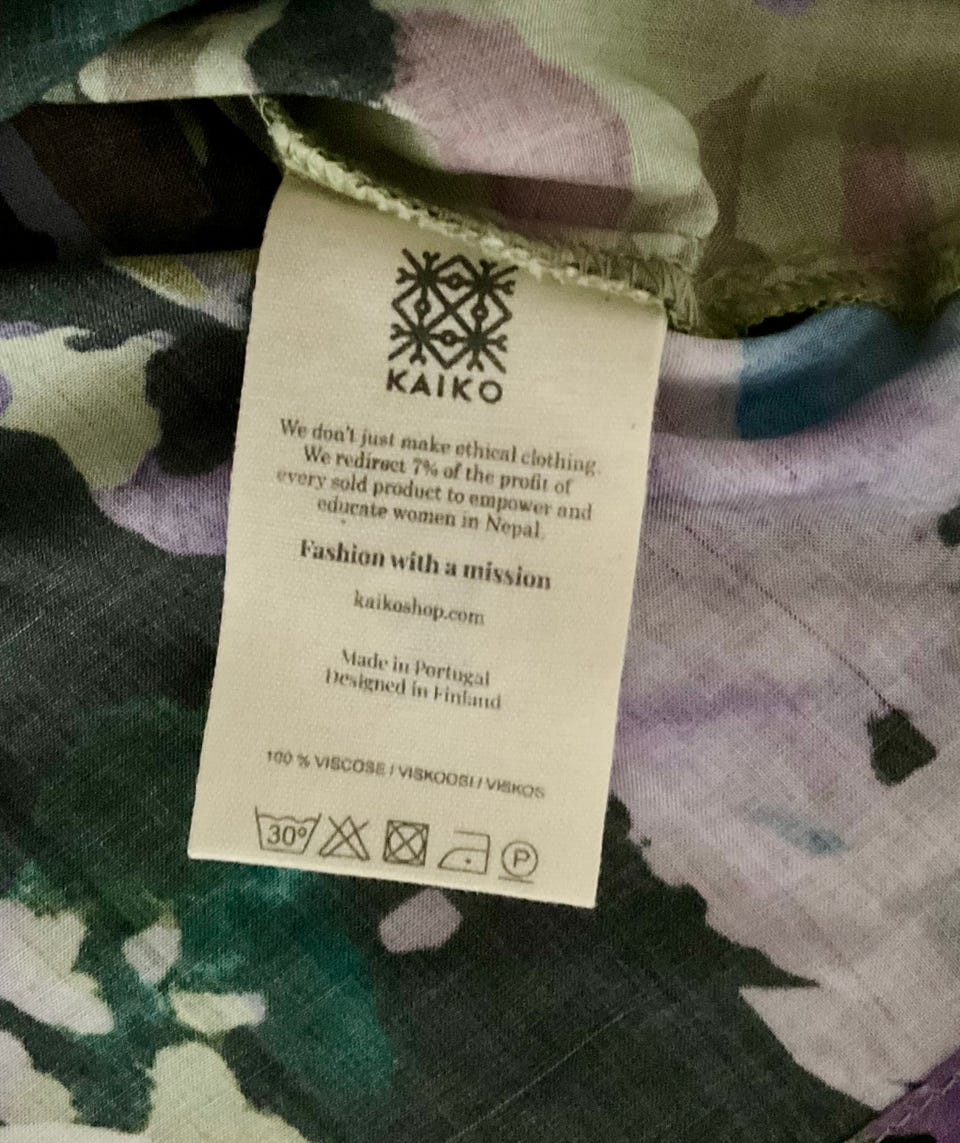 KAIKO
We don't just make ethical clothing.
We redirect 7% of the profit of
every sold product to empower and
educate women in Nepal.
Fashion with a mission
kaikoshop.com
Made in Portugal
Designed in Finland
100 % VISCOSE / VISKOOSI / VISKOS
30°
P